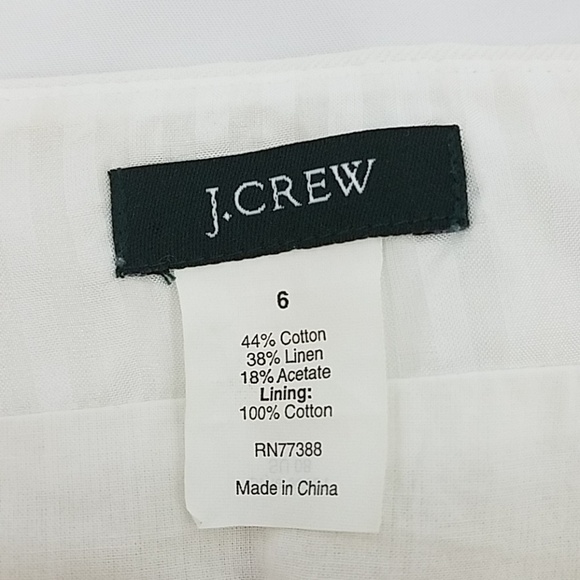 J.CREW
6
44% Cotton
38% Linen
18% Acetate
Lining:
100% Cotton
RN77388
Made in China